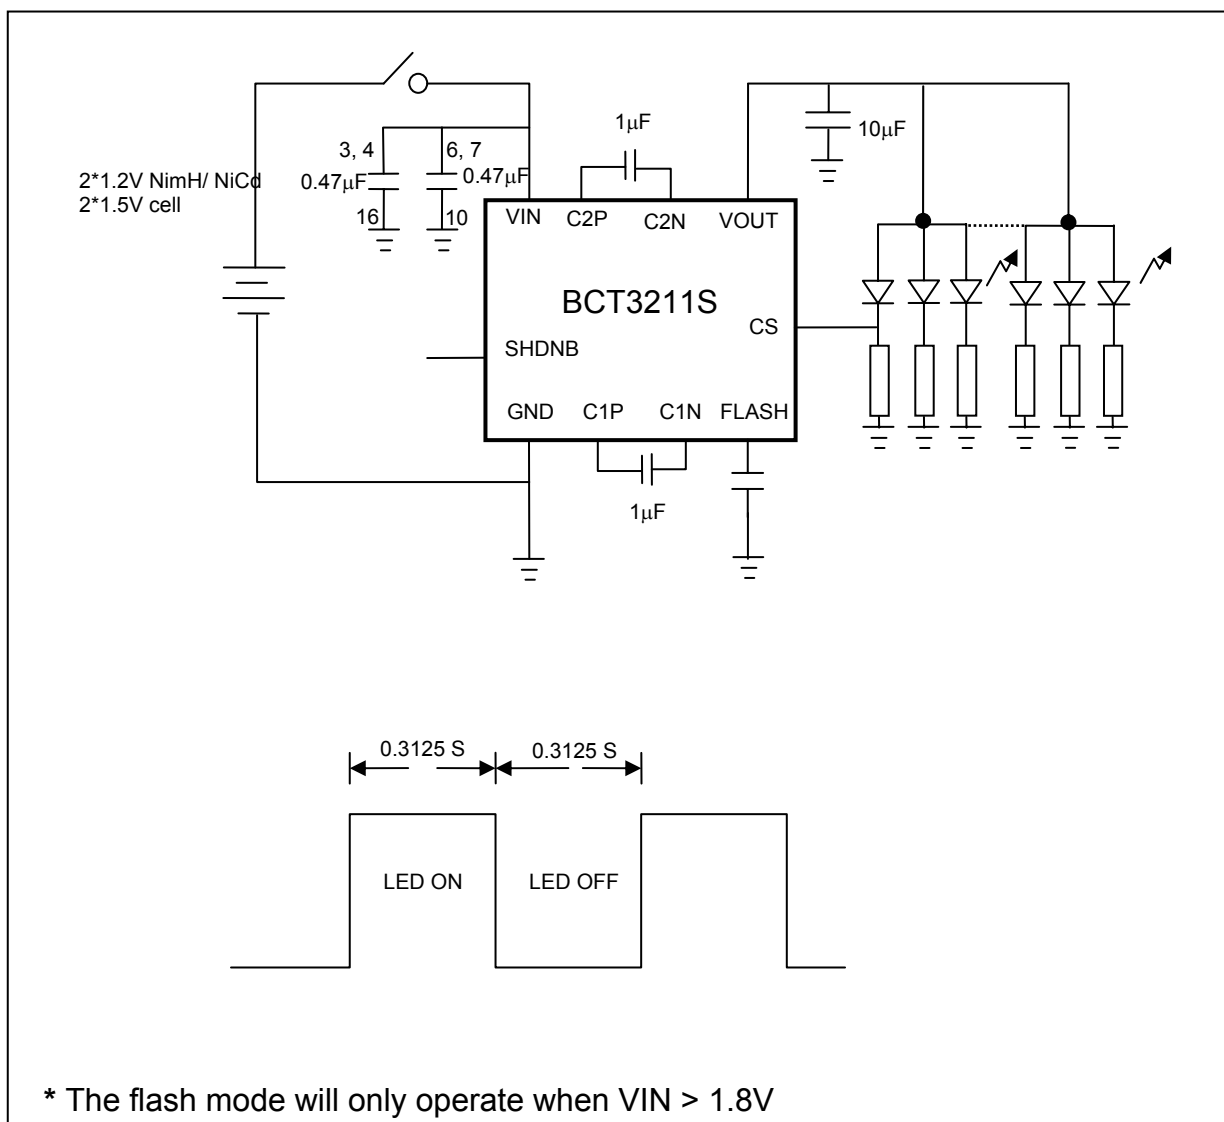 1μF
10μF
3, 4
6, 7
2*1.2V NimH/ NiCd
2*1.5V cell
0.47μF
0.47μF
16
10
VIN
C2P
C2N
VOUT
BCT3211S
CS
SHDNB
GND
C1P
C1N
FLASH
1μF
0.3125 S
0.3125 S
LED ON
LED OFF
* The flash mode will only operate when VIN > 1.8V